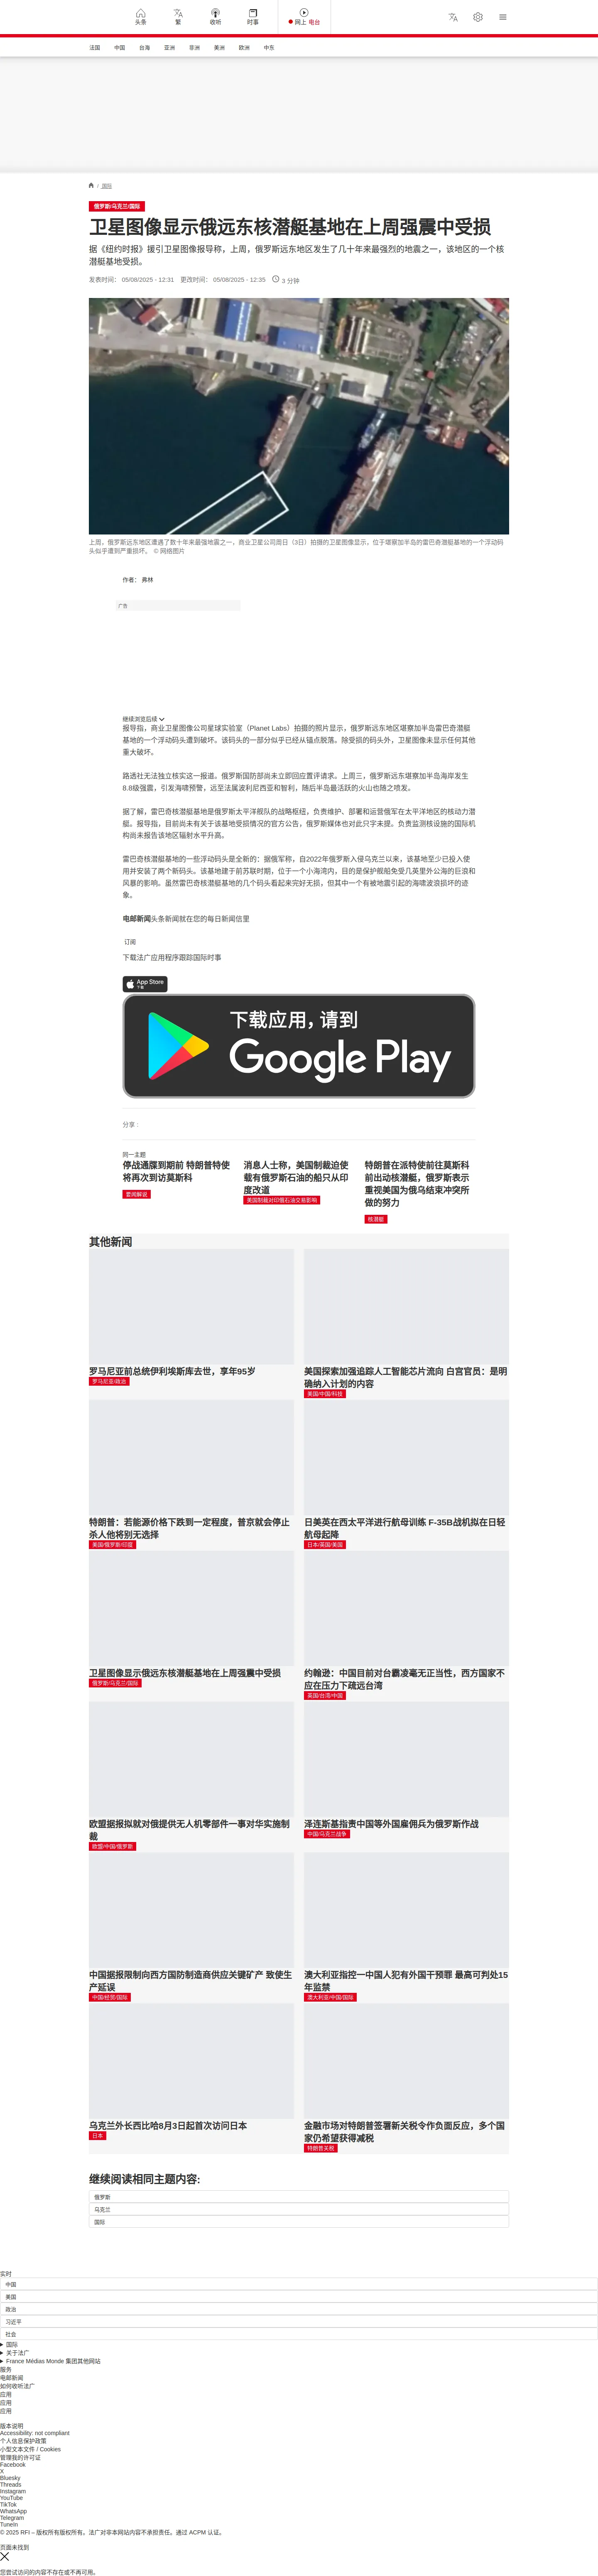 头条
繁
收听
时事
网上 电台
法国
中国
台海
亚洲
非洲
美洲
欧洲
中东
/ 国际
俄罗斯/乌克兰/国际
卫星图像显示俄远东核潜艇基地在上周强震中受损
据《纽约时报》援引卫星图像报导称，上周，俄罗斯远东地区发生了几十年来最强烈的地震之一，该地区的一个核
潜艇基地受损。
发表时间： 05/08/2025 - 12:31 更改时间： 05/08/2025 - 12:35 3 分钟
上周，俄罗斯远东地区遭遇了数十年来最强地震之一，商业卫星公司周日（3日）拍摄的卫星图像显示，位于堪察加半岛的雷巴奇潜艇基地的一个浮动码
头似乎遭到严重损坏。 © 网络图片
作者： 弗林
广告
继续浏览后续
报导指，商业卫星图像公司星球实验室（Planet Labs）拍摄的照片显示，俄罗斯远东地区堪察加半岛雷巴奇潜艇
基地的一个浮动码头遭到破坏。该码头的一部分似乎已经从锚点脱落。除受损的码头外，卫星图像未显示任何其他
重大破坏。
路透社无法独立核实这一报道。俄罗斯国防部尚未立即回应置评请求。上周三，俄罗斯远东堪察加半岛海岸发生
8.8级强震，引发海啸预警，远至法属波利尼西亚和智利，随后半岛最活跃的火山也随之喷发。
据了解，雷巴奇核潜艇基地是俄罗斯太平洋舰队的战略枢纽，负责维护、部署和运营俄军在太平洋地区的核动力潜
艇。报导指，目前尚未有关于该基地受损情况的官方公告，俄罗斯媒体也对此只字未提。负责监测核设施的国际机
构尚未报告该地区辐射水平升高。
雷巴奇核潜艇基地的一些浮动码头是全新的：据俄军称，自2022年俄罗斯入侵乌克兰以来，该基地至少已投入使
用并安装了两个新码头。该基地建于前苏联时期，位于一个小海湾内，目的是保护舰船免受几英里外公海的巨浪和
风暴的影响。虽然雷巴奇核潜艇基地的几个码头看起来完好无损，但其中一个有被地震引起的海啸波浪损坏的迹
象。
电邮新闻头条新闻就在您的每日新闻信里
订阅
下载法广应用程序跟踪国际时事
App Store
下载
下载应用，请到
Google Play
分享 :
同一主题
停战通牒到期前 特朗普特使
将再次到访莫斯科
要闻解说
消息人士称，美国制裁迫使
载有俄罗斯石油的船只从印
度改道
美国制裁对印俄石油交易影响
特朗普在派特使前往莫斯科
前出动核潜艇，俄罗斯表示
重视美国为俄乌结束冲突所
做的努力
核潜艇
其他新闻
罗马尼亚前总统伊利埃斯库去世，享年95岁
罗马尼亚/政治
美国探索加强追踪人工智能芯片流向 白宫官员：是明
确纳入计划的内容
美国/中国/科技
特朗普：若能源价格下跌到一定程度，普京就会停止
杀人他将别无选择
美国/俄罗斯/印度
日美英在西太平洋进行航母训练 F-35B战机拟在日轻
航母起降
日本/英国/美国
卫星图像显示俄远东核潜艇基地在上周强震中受损
俄罗斯/乌克兰/国际
约翰逊：中国目前对台霸凌毫无正当性，西方国家不
应在压力下疏远台湾
英国/台湾/中国
欧盟据报拟就对俄提供无人机零部件一事对华实施制
裁
欧盟/中国/俄罗斯
泽连斯基指责中国等外国雇佣兵为俄罗斯作战
中国/乌克兰战争
中国据报限制向西方国防制造商供应关键矿产 致使生
产延误
中国/经贸/国际
澳大利亚指控一中国人犯有外国干预罪 最高可判处15
年监禁
澳大利亚/中国/国际
乌克兰外长西比哈8月3日起首次访问日本
日本
金融市场对特朗普签署新关税令作负面反应，多个国
家仍希望获得减税
特朗普关税
继续阅读相同主题内容:
俄罗斯
乌克兰
国际
实时
中国
美国
政治
习近平
社会
国际
关于法广
France Médias Monde 集团其他网站
服务
电邮新闻
如何收听法广
应用
应用
应用
版本说明
Accessibility: not compliant
个人信息保护政策
小型文本文件 / Cookies
管理我的许可证
Facebook
X
Bluesky
Threads
Instagram
YouTube
TikTok
WhatsApp
Telegram
TuneIn
© 2025 RFI – 版权所有版权所有。法广对非本网站内容不承担责任。通过 ACPM 认证。
页面未找到
您尝试访问的内容不存在或不再可用。